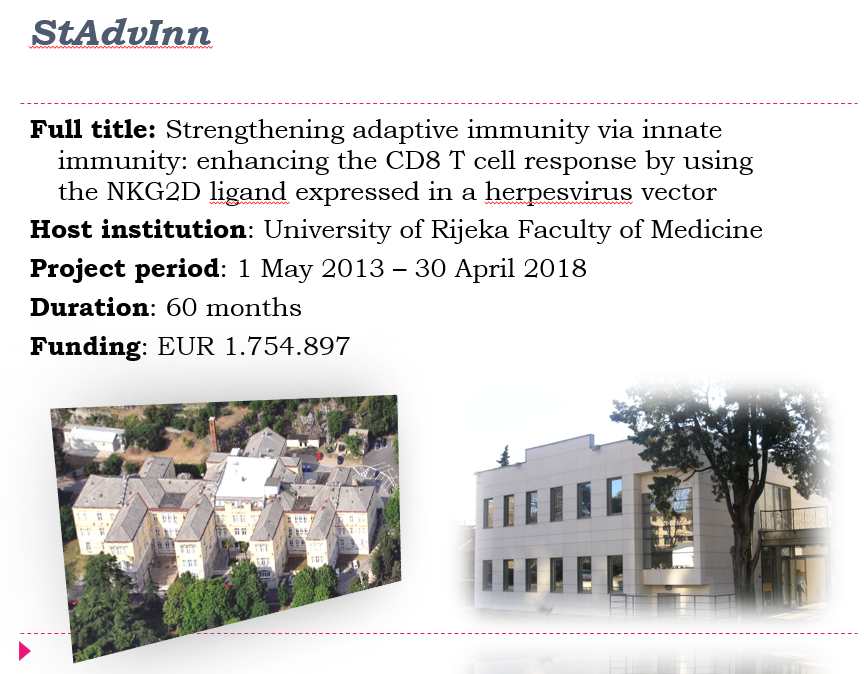 StAdvInn
Full title: Strengthening adaptive immunity via innate
immunity: enhancing the CD8 T cell response by using
the NKG2D ligand expressed in a herpesvirus vector
Host institution: University of Rijeka Faculty of Medicine
Project period: 1 May 2013 – 30 April 2018
Duration: 60 months
Funding: EUR 1.754.897